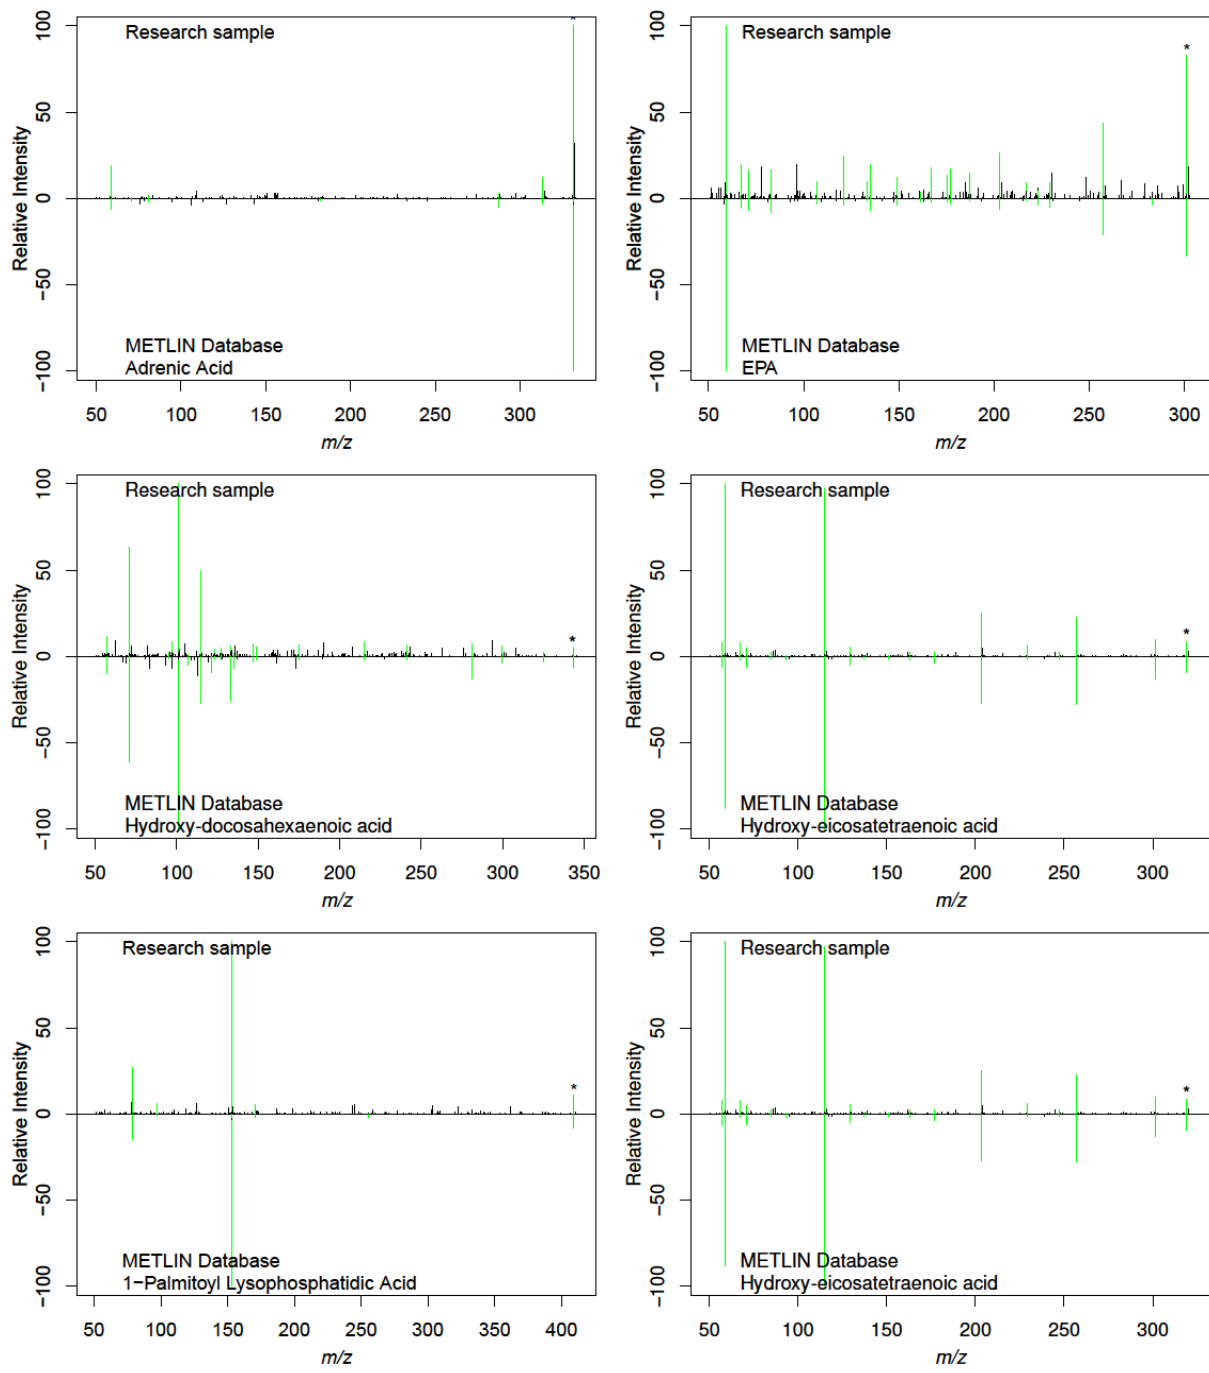 Research sample
*
Relative Intensity
100
50
0
−50
−100
METLIN Database
Adrenic Acid
50 100 150 200 250 300
m/z
Research sample
*
Relative Intensity
100
50
0
−50
−100
METLIN Database
EPA
50 100 150 200 250 300
m/z
Research sample
*
Relative Intensity
100
50
0
−50
−100
METLIN Database
Hydroxy−docosahexaenoic acid
50 100 150 200 250 300 350
m/z
Research sample
*
Relative Intensity
100
50
0
−50
−100
METLIN Database
Hydroxy−eicosatetraenoic acid
50 100 150 200 250 300
m/z
Research sample
*
Relative Intensity
100
50
0
−50
−100
METLIN Database
1−Palmitoyl Lysophosphatidic Acid
50 100 150 200 250 300 350 400
m/z
Research sample
*
Relative Intensity
100
50
0
−50
−100
METLIN Database
Hydroxy−eicosatetraenoic acid
50 100 150 200 250 300
m/z